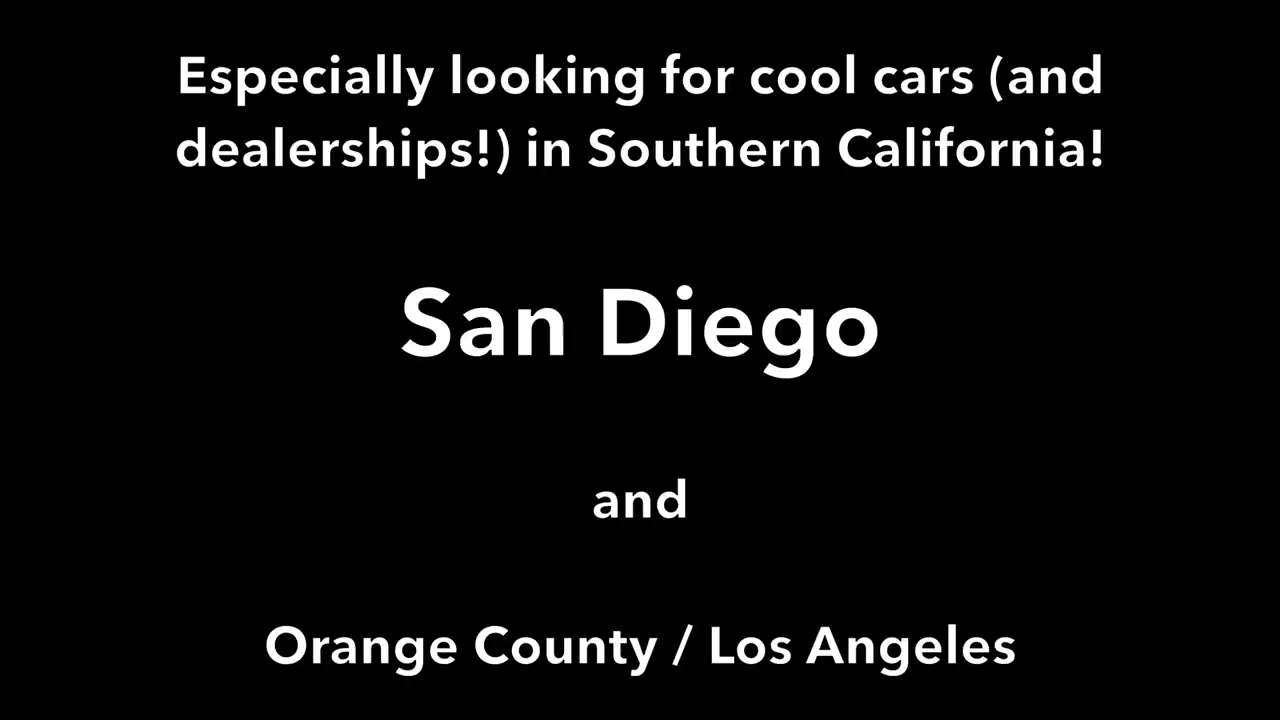 Especially looking for cool cars (and
dealerships!) in Southern California!
San Diego
and
Orange County / Los Angeles